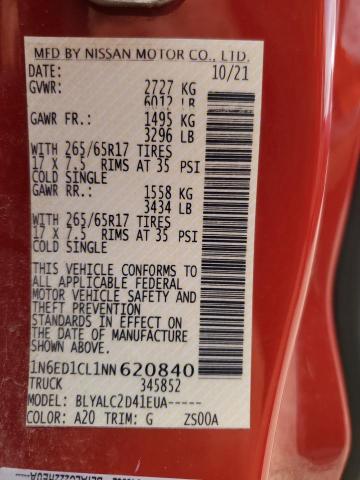 MFD BY NISSAN MOTOR CO., LTD.
DATE: 10/21
GVWR: 2727 KG
6012 LB
GAWR FR.: 1495 KG
3296 LB
WITH 265/65R17 TIRES
17 X 7.5 RIMS AT 35 PSI
COLD SINGLE
GAWR RR.: 1558 KG
3434 LB
WITH 265/65R17 TIRES
17 X 7.5 RIMS AT 35 PSI
COLD SINGLE
THIS VEHICLE CONFORMS TO
ALL APPLICABLE FEDERAL
MOTOR VEHICLE SAFETY AND
THEFT PREVENTION
STANDARDS IN EFFECT ON
THE DATE OF MANUFACTURE
SHOWN ABOVE.
1N6ED1CL1NN620840
TRUCK 345852
MODEL: BLYALC2D41EUA-----
COLOR: A20 TRIM: G ZS00A